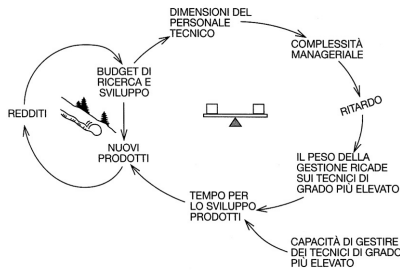 DIMENSIONI DEL
PERSONALE
TECNICO
COMPLESSITÀ
MANAGERIALE
BUDGET DI
RICERCA E
SVILUPPO
REDDITI
RITARDO
NUOVI
PRODOTTI
IL PESO DELLA
GESTIONE RICADE
SUI TECNICI DI
GRADO PIÙ ELEVATO
TEMPO PER
LO SVILUPPO
PRODOTTI
CAPACITÀ DI GESTIRE
DEI TECNICI DI GRADO
PIÙ ELEVATO